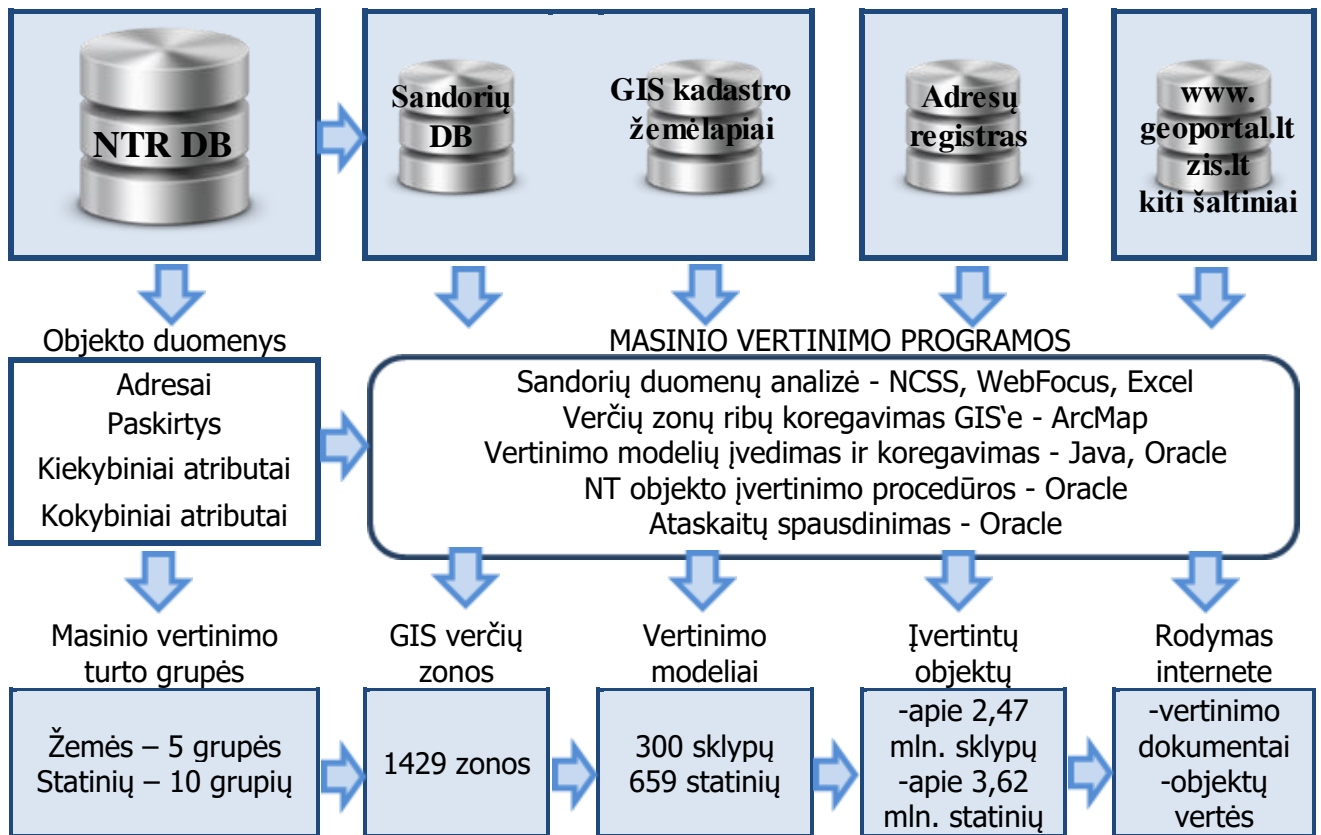 NTR DB
Sandorių
DB
GIS kadastro
žemėlapiai
Adresų
registras
www.
geoportal.lt
zis.lt
kiti šaltiniai
Objekto duomenys
Adresai
Paskirtys
Kiekybiniai atributai
Kokybiniai atributai
MASINIO VERTINIMO PROGRAMOS
Sandorių duomenų analizė - NCSS, WebFocus, Excel
Verčių zonų ribų koregavimas GIS‘e - ArcMap
Vertinimo modelių įvedimas ir koregavimas - Java, Oracle
NT objekto įvertinimo procedūros - Oracle
Ataskaitų spausdinimas - Oracle
Masinio vertinimo
turto grupės
Žemės – 5 grupės
Statinių – 10 grupių
GIS verčių
zonos
1429 zonos
Vertinimo
modeliai
300 sklypų
659 statinių
Įvertintų
objektų
-apie 2,47
mln. sklypų
-apie 3,62
mln. statinių
Rodymas
internete
-vertinimo
dokumentai
-objektų
vertės